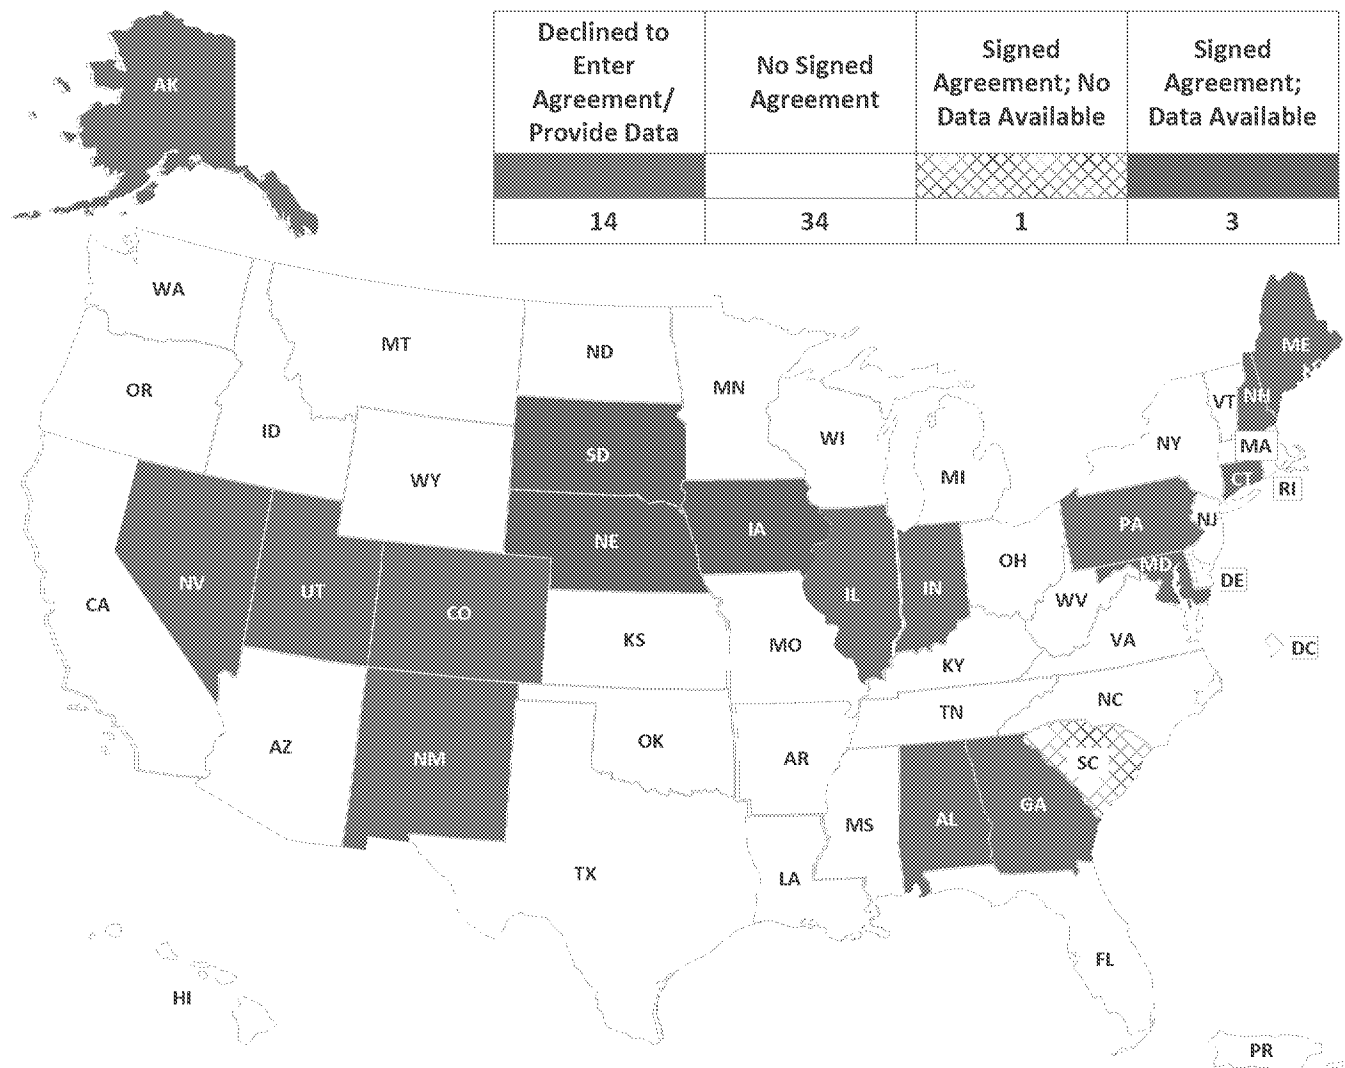 Declined to
Enter
Agreement/
Provide Data
No Signed
Agreement
Signed
Agreement; No
Data Available
Signed
Agreement;
Data Available
14
34
1
3
AK
WA
MT
ND
MN
OR
ID
WY
SD
WI
MI
NY
VT
NH
ME
MA
CT
RI
NV
UT
CO
NE
IA
IL
IN
OH
PA
NJ
MD
DE
CA
KS
MO
KY
WV
VA
DC
AZ
NM
OK
AR
TN
NC
SC
TX
LA
MS
AL
GA
FL
HI
PR